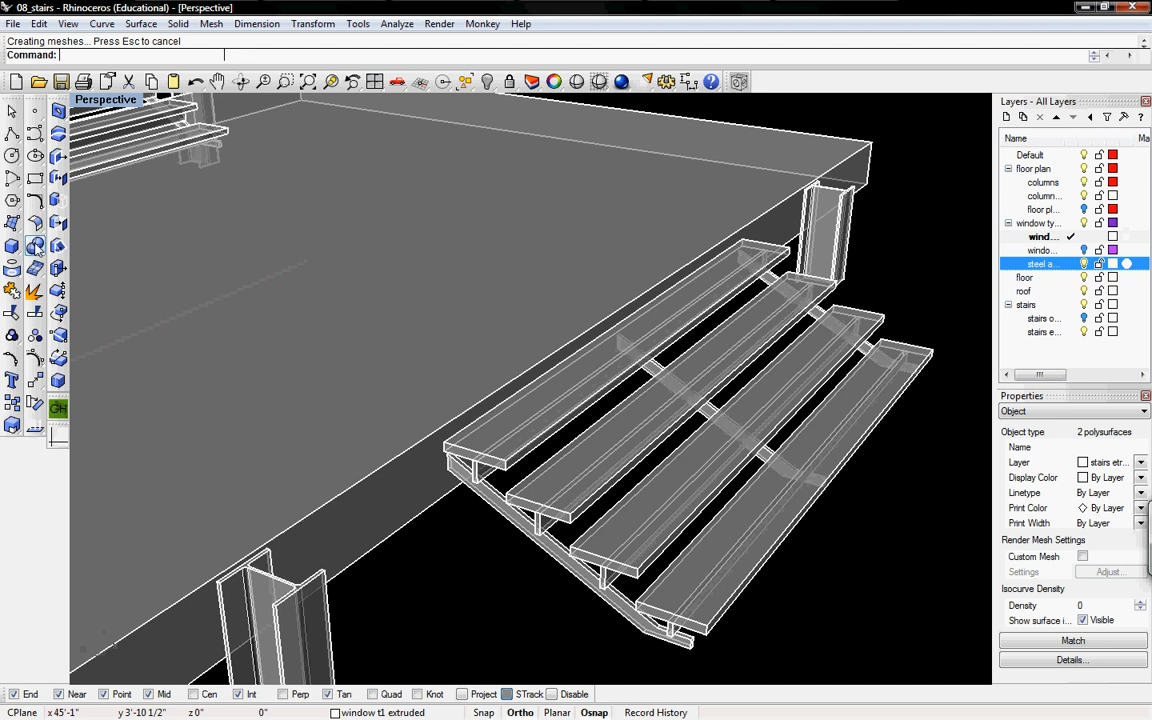 08_stairs - Rhinoceros (Educational) - [Perspective]
File Edit View Curve Surface Solid Mesh Dimension Transform Tools Analyze Render Monkey Help
Creating meshes... Press Esc to cancel
Command:
Perspective
Layers - All Layers
Name Ma
Default
floor plan
columns
column...
floor pl...
window ty...
wind...
windo...
steel a...
floor
roof
stairs
stairs o...
stairs e...
Properties
Object
Object type 2 polysurfaces
Name
Layer stairs etr...
Display Color By Layer
Linetype By Layer
Print Color By Layer
Print Width By Layer
Render Mesh Settings
Custom Mesh
Settings Adjust...
Isocurve Density
Density 0
Show surface i... Visible
Match
Details...
GH
End Near Point Mid Cen Int Perp Tan Quad Knot Project STrack Disable
CPlane x 45'-1" y 3'-10 1/2" z 0" 0" window t1 extruded Snap Ortho Planar Osnap Record History